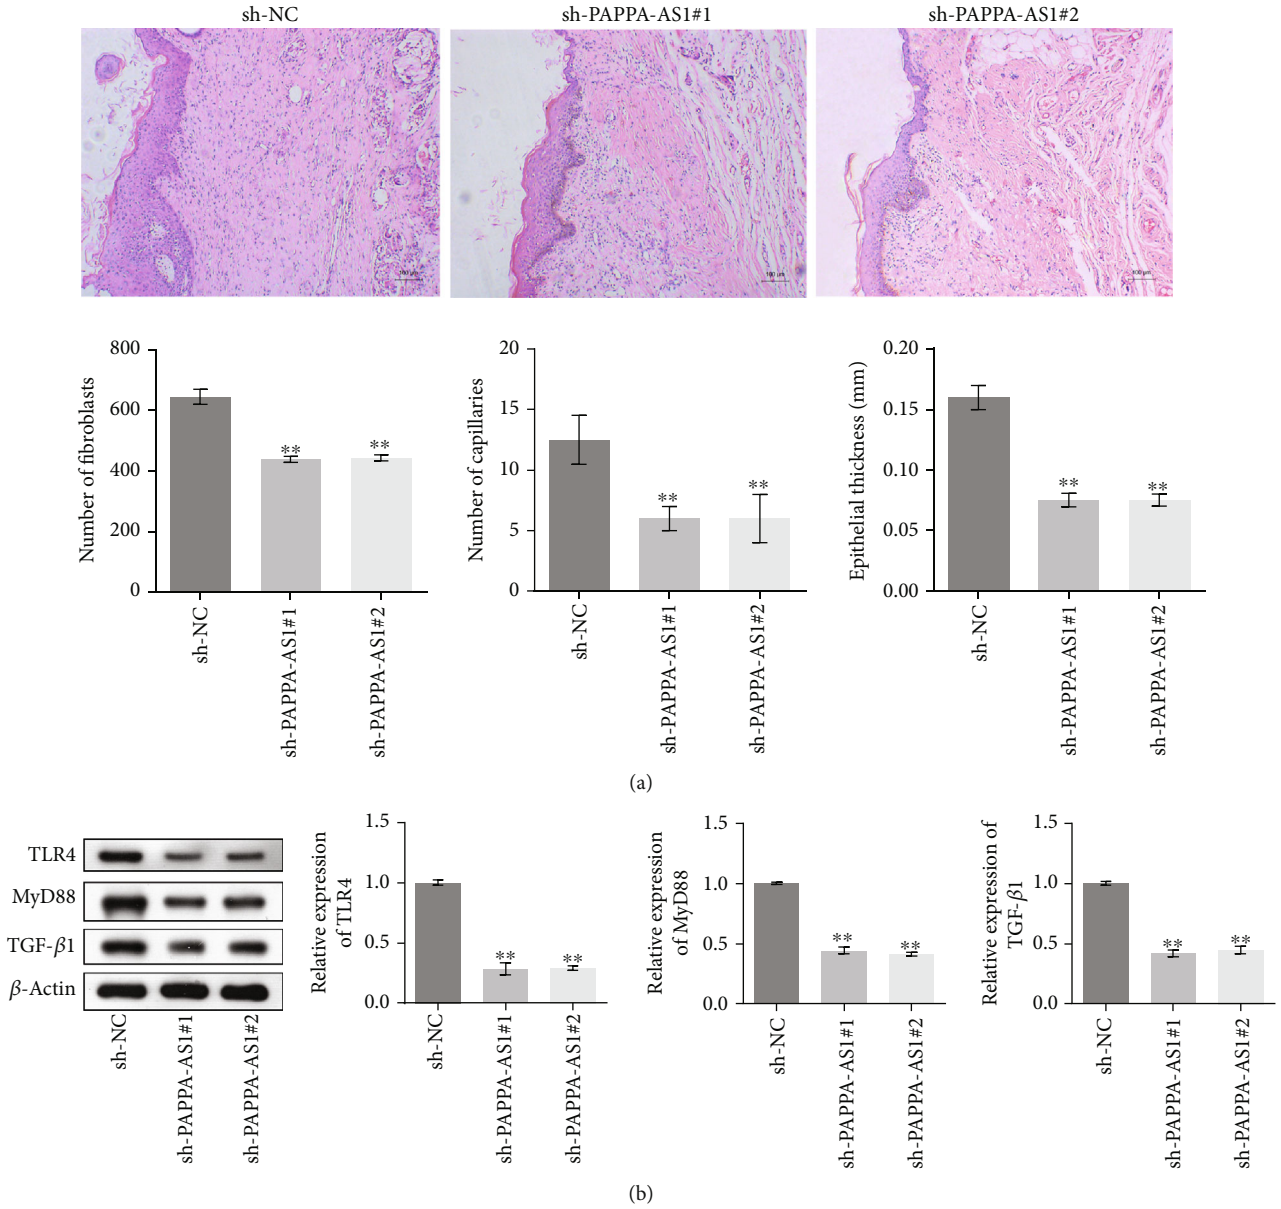 sh-NC
sh-PAPPA-AS1#1
sh-PAPPA-AS1#2
100 μm
100 μm
100 μm
Number of fibroblasts
800
600
400
200
0
**
**
sh-NC
sh-PAPPA-AS1#1
sh-PAPPA-AS1#2
Number of capillaries
20
15
10
5
0
**
**
sh-NC
sh-PAPPA-AS1#1
sh-PAPPA-AS1#2
Epithelial thickness (mm)
0.20
0.15
0.10
0.05
0.00
**
**
sh-NC
sh-PAPPA-AS1#1
sh-PAPPA-AS1#2
(a)
TLR4
MyD88
TGF-β1
β-Actin
sh-NC
sh-PAPPA-AS1#1
sh-PAPPA-AS1#2
Relative expression
of TLR4
1.5
1.0
0.5
0.0
**
**
sh-NC
sh-PAPPA-AS1#1
sh-PAPPA-AS1#2
Relative expression
of MyD88
1.5
1.0
0.5
0.0
**
**
sh-NC
sh-PAPPA-AS1#1
sh-PAPPA-AS1#2
Relative expression of
TGF-β1
1.5
1.0
0.5
0.0
**
**
sh-NC
sh-PAPPA-AS1#1
sh-PAPPA-AS1#2
(b)